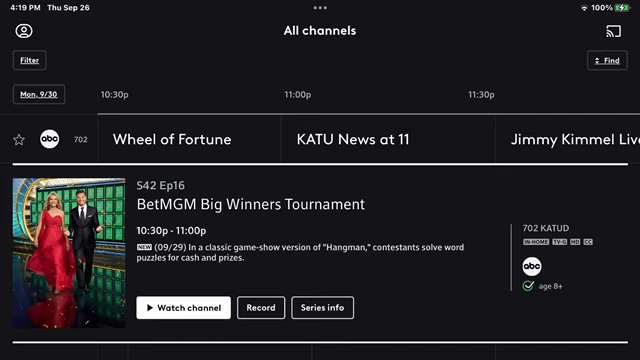 4:19 PM Thu Sep 26
100%
All channels
Filter
Find
Mon, 9/30
10:30p
11:00p
11:30p
abc
702
Wheel of Fortune
KATU News at 11
Jimmy Kimmel Live
S42 Ep16
BetMGM Big Winners Tournament
10:30p - 11:00p
NEW (09/29) In a classic game-show version of "Hangman," contestants solve word
puzzles for cash and prizes.
702 KATUD
IN-HOME TV-G HD CC
abc
age 8+
Watch channel
Record
Series info